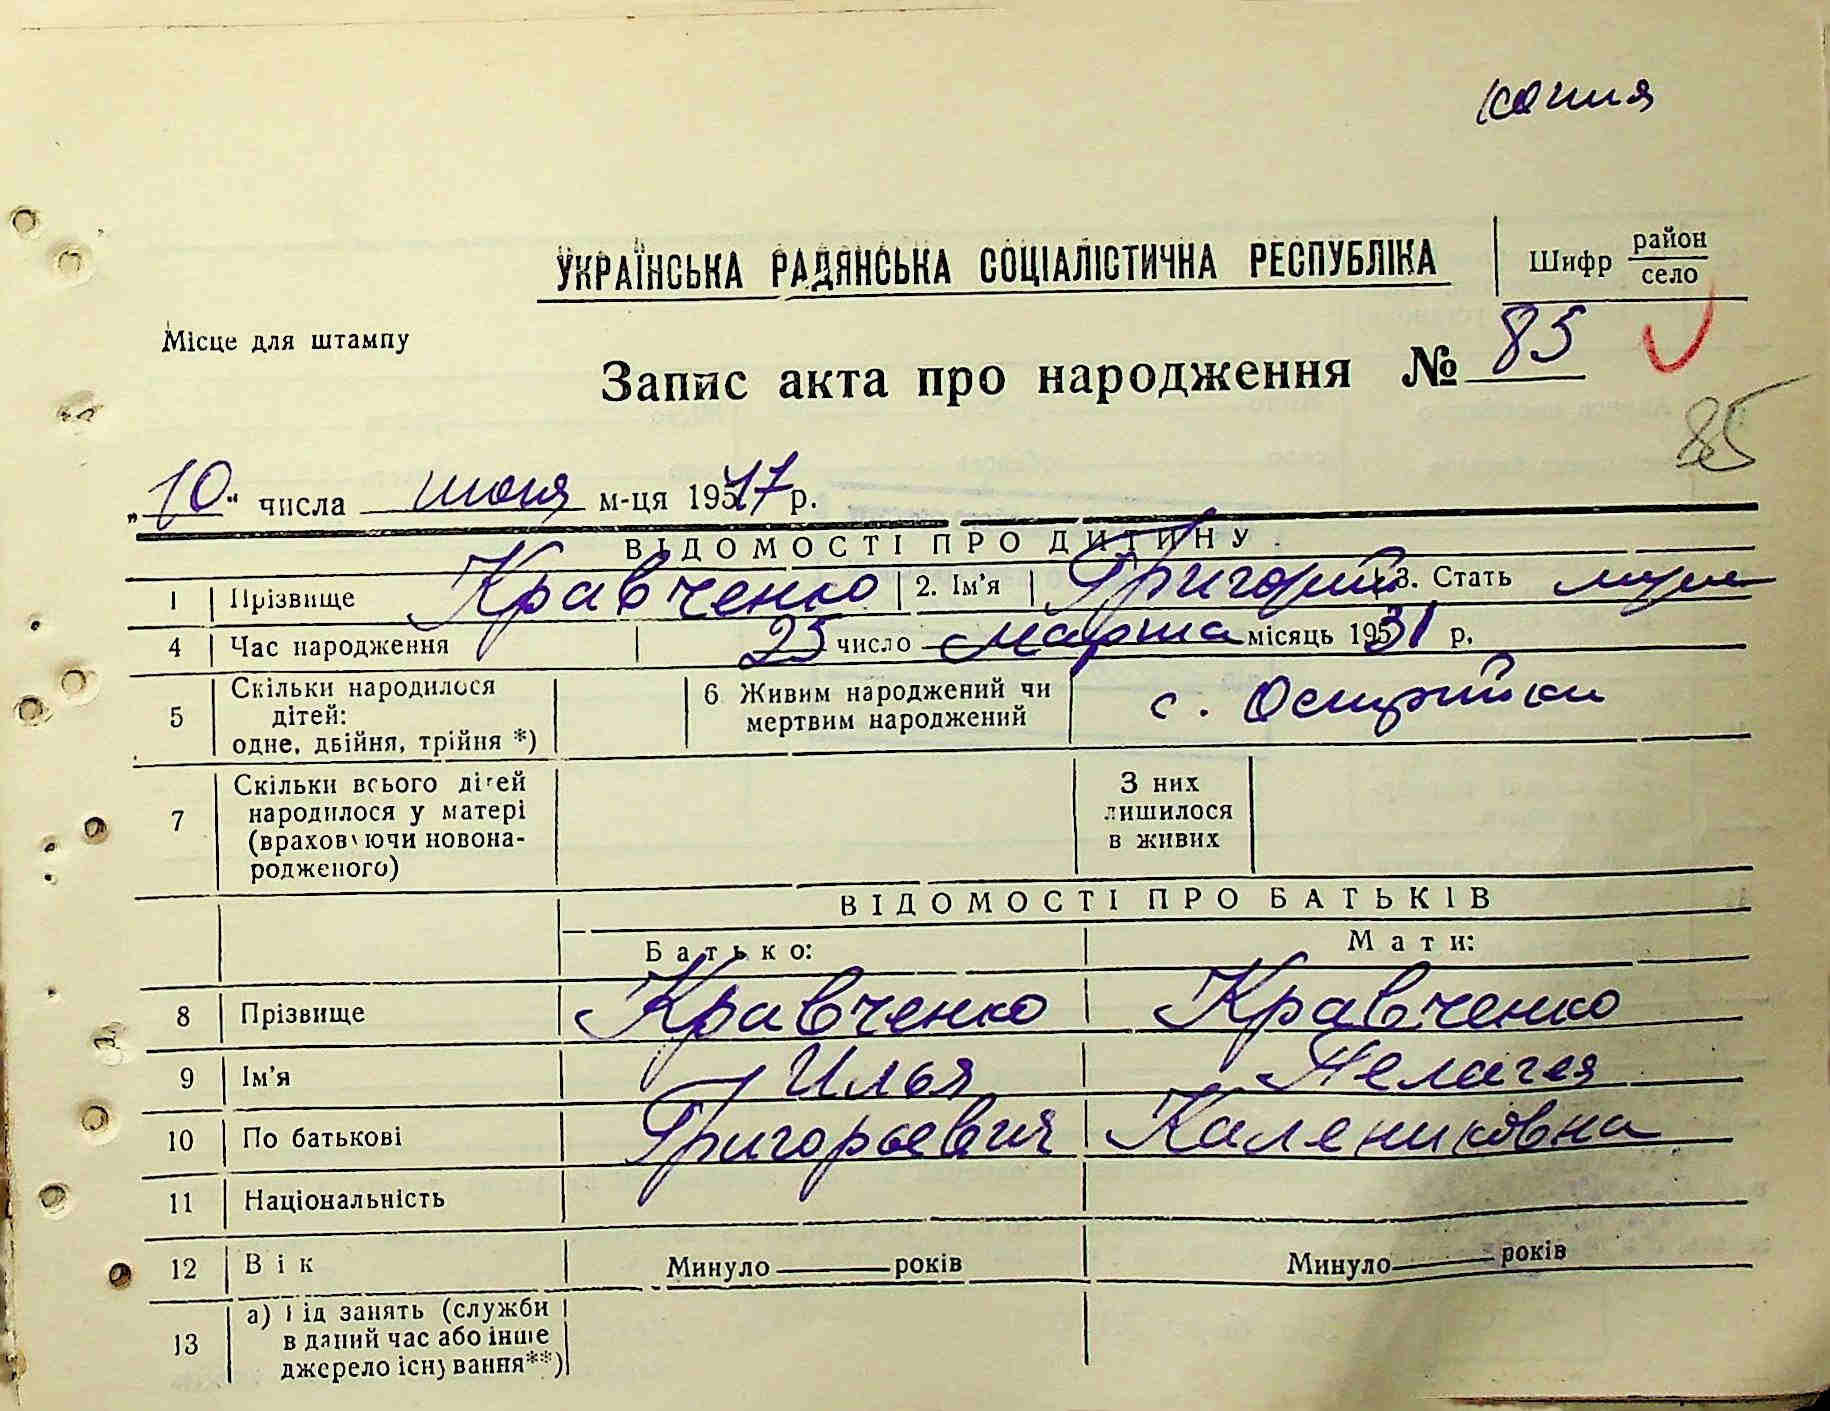 копия
УКРАЇНСЬКА РАДЯНСЬКА СОЦІАЛІСТИЧНА РЕСПУБЛІКА
Шифр район село
Місце для штампу
Запис акта про народження № 85
85
„10" числа июня м-ця 1947 р.
ВІДОМОСТІ ПРО ДИТИНУ
1 Прізвище Кравченко 2. Ім'я Григорий 3. Стать муж
4 Час народження 25 число марта місяць 1931 р.
5 Скільки народилося дітей: одне, двійня, трійня *)
6 Живим народжений чи мертвим народжений с. Острийки
7 Скільки всього дітей народилося у матері (враховуючи новонародженого)
З них лишилося в живих
ВІДОМОСТІ ПРО БАТЬКІВ
Батько: Мати:
8 Прізвище Кравченко Кравченко
9 Ім'я Илья Пелагея
10 По батькові Григорьевич Калениковна
11 Національність
12 Вік Минуло років Минуло років
13 а) Рід занять (служби в даний час або інше джерело існування**)